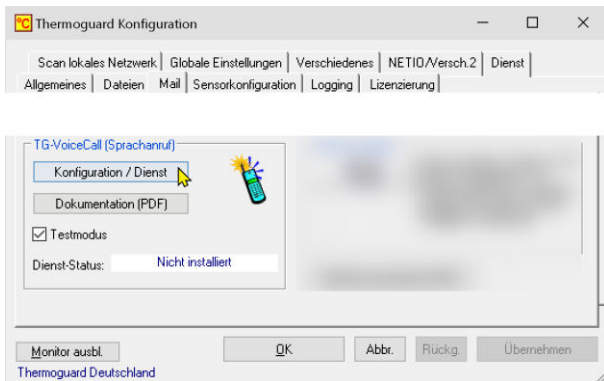 °C Thermoguard Konfiguration
Scan lokales Netzwerk Globale Einstellungen Verschiedenes NETIO/Versch.2 Dienst
Allgemeines Dateien Mail Sensorkonfiguration Logging Lizenzierung
TG-VoiceCall (Sprachanruf)
Konfiguration / Dienst
Dokumentation (PDF)
Testmodus
Dienst-Status: Nicht installiert
Monitor ausbl. OK Abbr. Rückg. Übernehmen
Thermoguard Deutschland